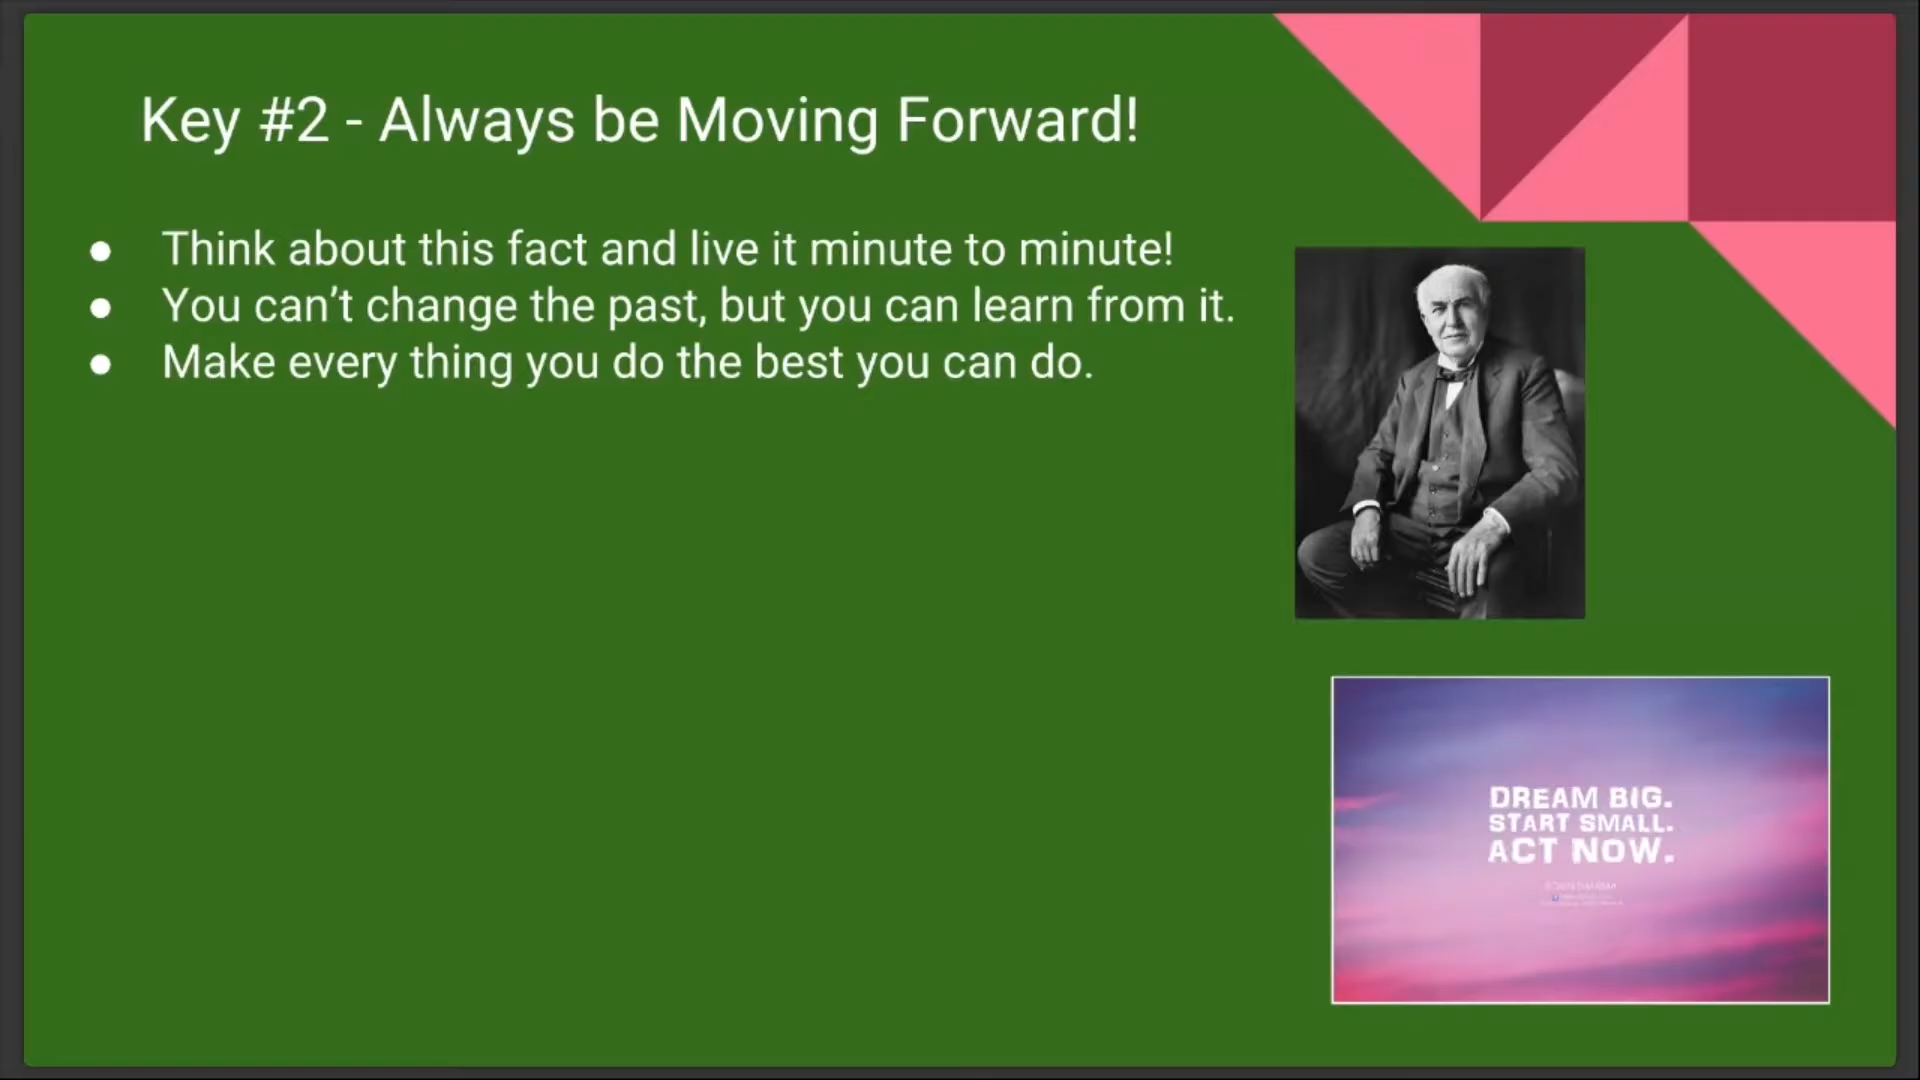 Key #2 - Always be Moving Forward!
● Think about this fact and live it minute to minute!
● You can’t change the past, but you can learn from it.
● Make every thing you do the best you can do.
DREAM BIG.
START SMALL.
ACT NOW.